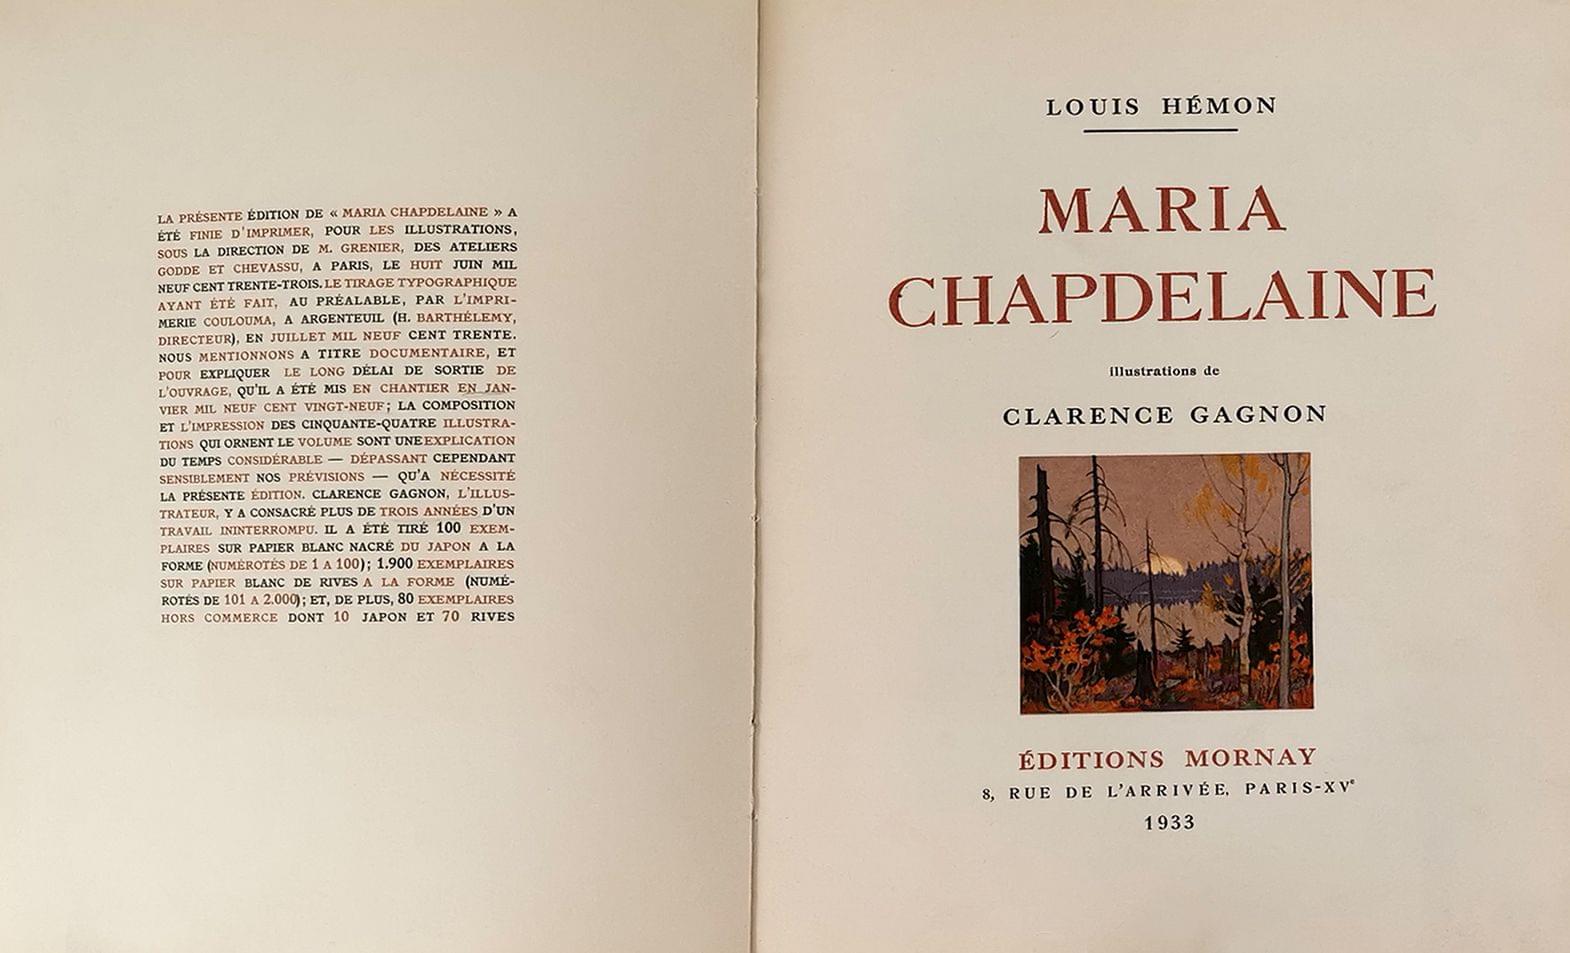 LA PRÉSENTE ÉDITION DE « MARIA CHAPDELAINE » A
ÉTÉ FINIE D'IMPRIMER, POUR LES ILLUSTRATIONS,
SOUS LA DIRECTION DE M. GRENIER, DES ATELIERS
GODDE ET CHEVASSU, A PARIS, LE HUIT JUIN MIL
NEUF CENT TRENTE-TROIS. LE TIRAGE TYPOGRAPHIQUE
AYANT ÉTÉ FAIT, AU PRÉALABLE, PAR L'IMPRI-
MERIE COULOUMA, A ARGENTEUIL (H. BARTHÉLEMY,
DIRECTEUR), EN JUILLET MIL NEUF CENT TRENTE.
NOUS MENTIONNONS A TITRE DOCUMENTAIRE, ET
POUR EXPLIQUER LE LONG DÉLAI DE SORTIE DE
L'OUVRAGE, QU'IL A ÉTÉ MIS EN CHANTIER EN JAN-
VIER MIL NEUF CENT VINGT-NEUF ; LA COMPOSITION
ET L'IMPRESSION DES CINQUANTE-QUATRE ILLUSTRA-
TIONS QUI ORNENT LE VOLUME SONT UNE EXPLICATION
DU TEMPS CONSIDÉRABLE — DÉPASSANT CEPENDANT
SENSIBLEMENT NOS PRÉVISIONS — QU'A NÉCESSITÉ
LA PRÉSENTE ÉDITION. CLARENCE GAGNON, L'ILLUS-
TRATEUR, Y A CONSACRÉ PLUS DE TROIS ANNÉES D'UN
TRAVAIL ININTERROMPU. IL A ÉTÉ TIRÉ 100 EXEM-
PLAIRES SUR PAPIER BLANC NACRÉ DU JAPON A LA
FORME (NUMÉROTÉS DE 1 A 100) ; 1.900 EXEMPLAIRES
SUR PAPIER BLANC DE RIVES A LA FORME (NUMÉ-
ROTÉS DE 101 A 2.000) ; ET, DE PLUS, 80 EXEMPLAIRES
HORS COMMERCE DONT 10 JAPON ET 70 RIVES
LOUIS HÉMON
MARIA
CHAPDELAINE
illustrations de
CLARENCE GAGNON
ÉDITIONS MORNAY
8, RUE DE L'ARRIVÉE, PARIS-XVe
1933